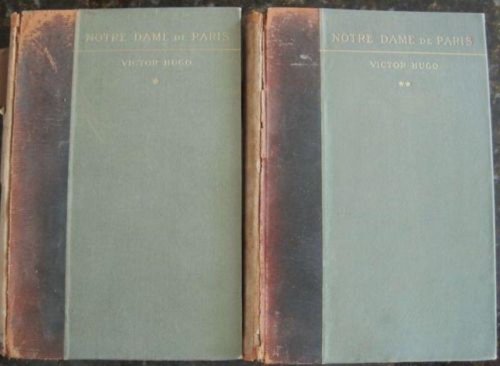 NOTRE DAME DE PARIS
VICTOR HUGO
*
NOTRE DAME DE PARIS
VICTOR HUGO
**